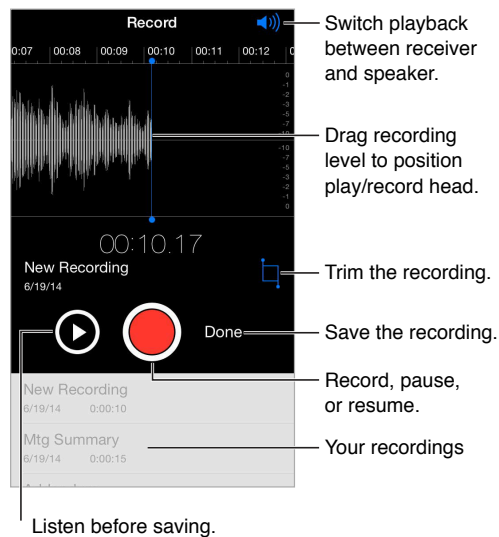 Record
Switch playback
between receiver
and speaker.
0:07 00:08 00:09 00:10 00:11 00:12 0
0
-1
-2
-3
-5
-7
-10
-10
-7
-5
-3
-2
-1
0
Drag recording
level to position
play/record head.
00:10.17
New Recording
6/19/14
Trim the recording.
Done
Save the recording.
Record, pause,
or resume.
New Recording
6/19/14 0:00:10
Mtg Summary
6/19/14 0:00:15
Your recordings
Listen before saving.